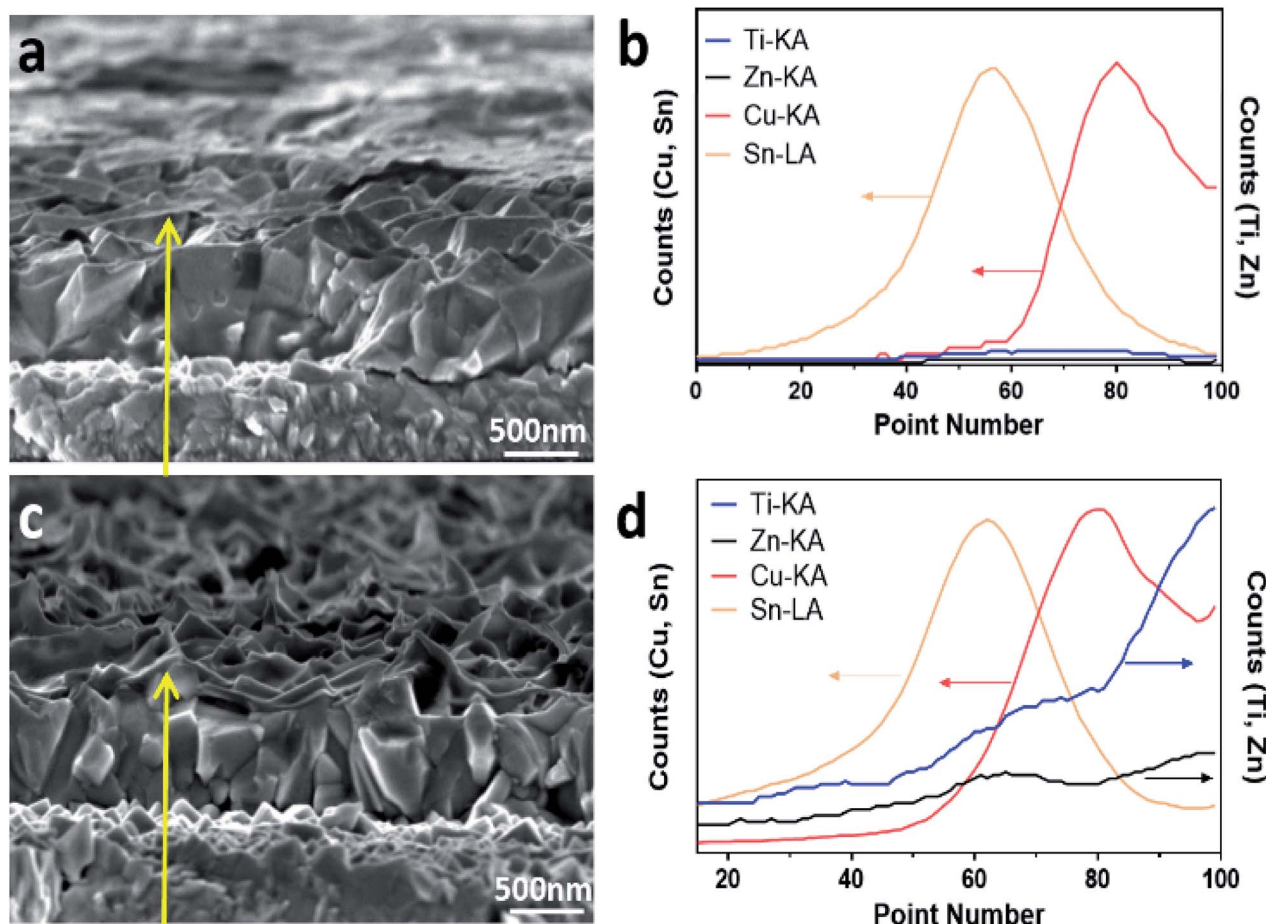 a
500nm
b
Ti-KA
Zn-KA
Cu-KA
Sn-LA
Counts (Cu, Sn)
Counts (Ti, Zn)
0 20 40 60 80 100
Point Number
c
500nm
d
Ti-KA
Zn-KA
Cu-KA
Sn-LA
Counts (Cu, Sn)
Counts (Ti, Zn)
20 40 60 80 100
Point Number